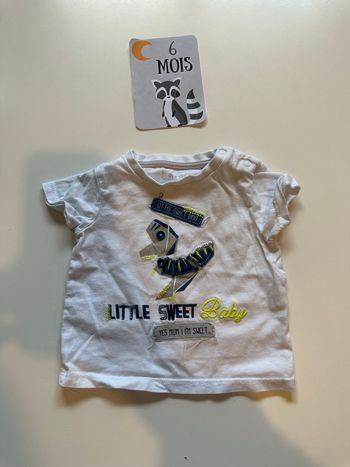 6
MOIS
LITTLE SWEET Baby
YES MUM I'M SWEET...